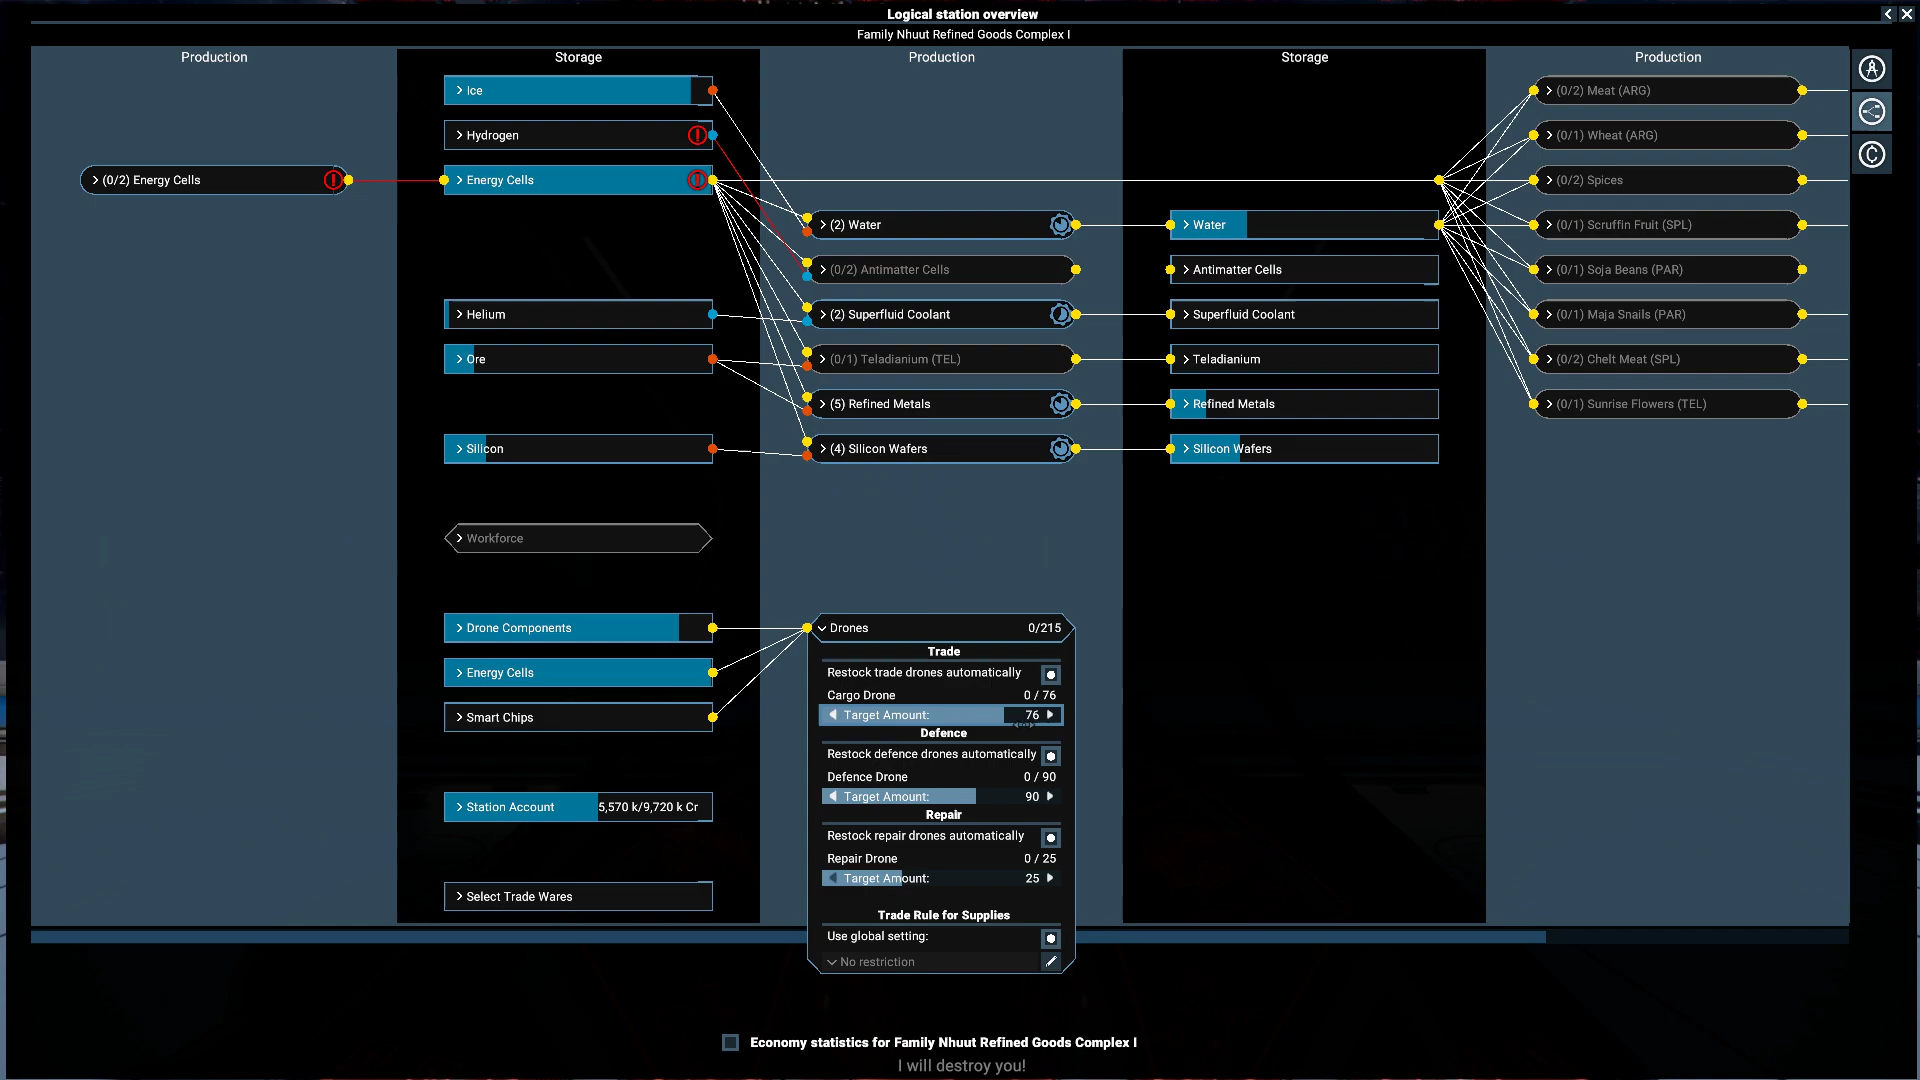 Logical station overview
Family Nhuut Refined Goods Complex I
Production
Storage
Production
Storage
Production
(0/2) Energy Cells
Ice
Hydrogen
Energy Cells
Helium
Ore
Silicon
Workforce
Drone Components
Energy Cells
Smart Chips
Station Account 5,570 k/9,720 k Cr
Select Trade Wares
(2) Water
(0/2) Antimatter Cells
(2) Superfluid Coolant
(0/1) Teladianium (TEL)
(5) Refined Metals
(4) Silicon Wafers
Drones 0/215
Trade
Restock trade drones automatically
Cargo Drone 0 / 76
Target Amount: 76
Defence
Restock defence drones automatically
Defence Drone 0 / 90
Target Amount: 90
Repair
Restock repair drones automatically
Repair Drone 0 / 25
Target Amount: 25
Trade Rule for Supplies
Use global setting:
No restriction
Water
Antimatter Cells
Superfluid Coolant
Teladianium
Refined Metals
Silicon Wafers
(0/2) Meat (ARG)
(0/1) Wheat (ARG)
(0/2) Spices
(0/1) Scruffin Fruit (SPL)
(0/1) Soja Beans (PAR)
(0/1) Maja Snails (PAR)
(0/2) Chelt Meat (SPL)
(0/1) Sunrise Flowers (TEL)
Economy statistics for Family Nhuut Refined Goods Complex I
I will destroy you!